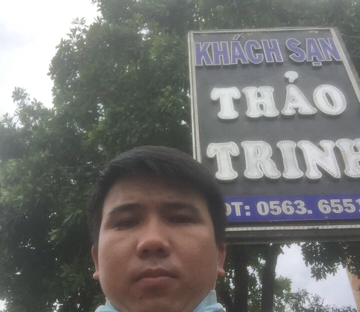 KHÁCH SẠN
THẢO
TRINH
ĐT: 0563. 6551